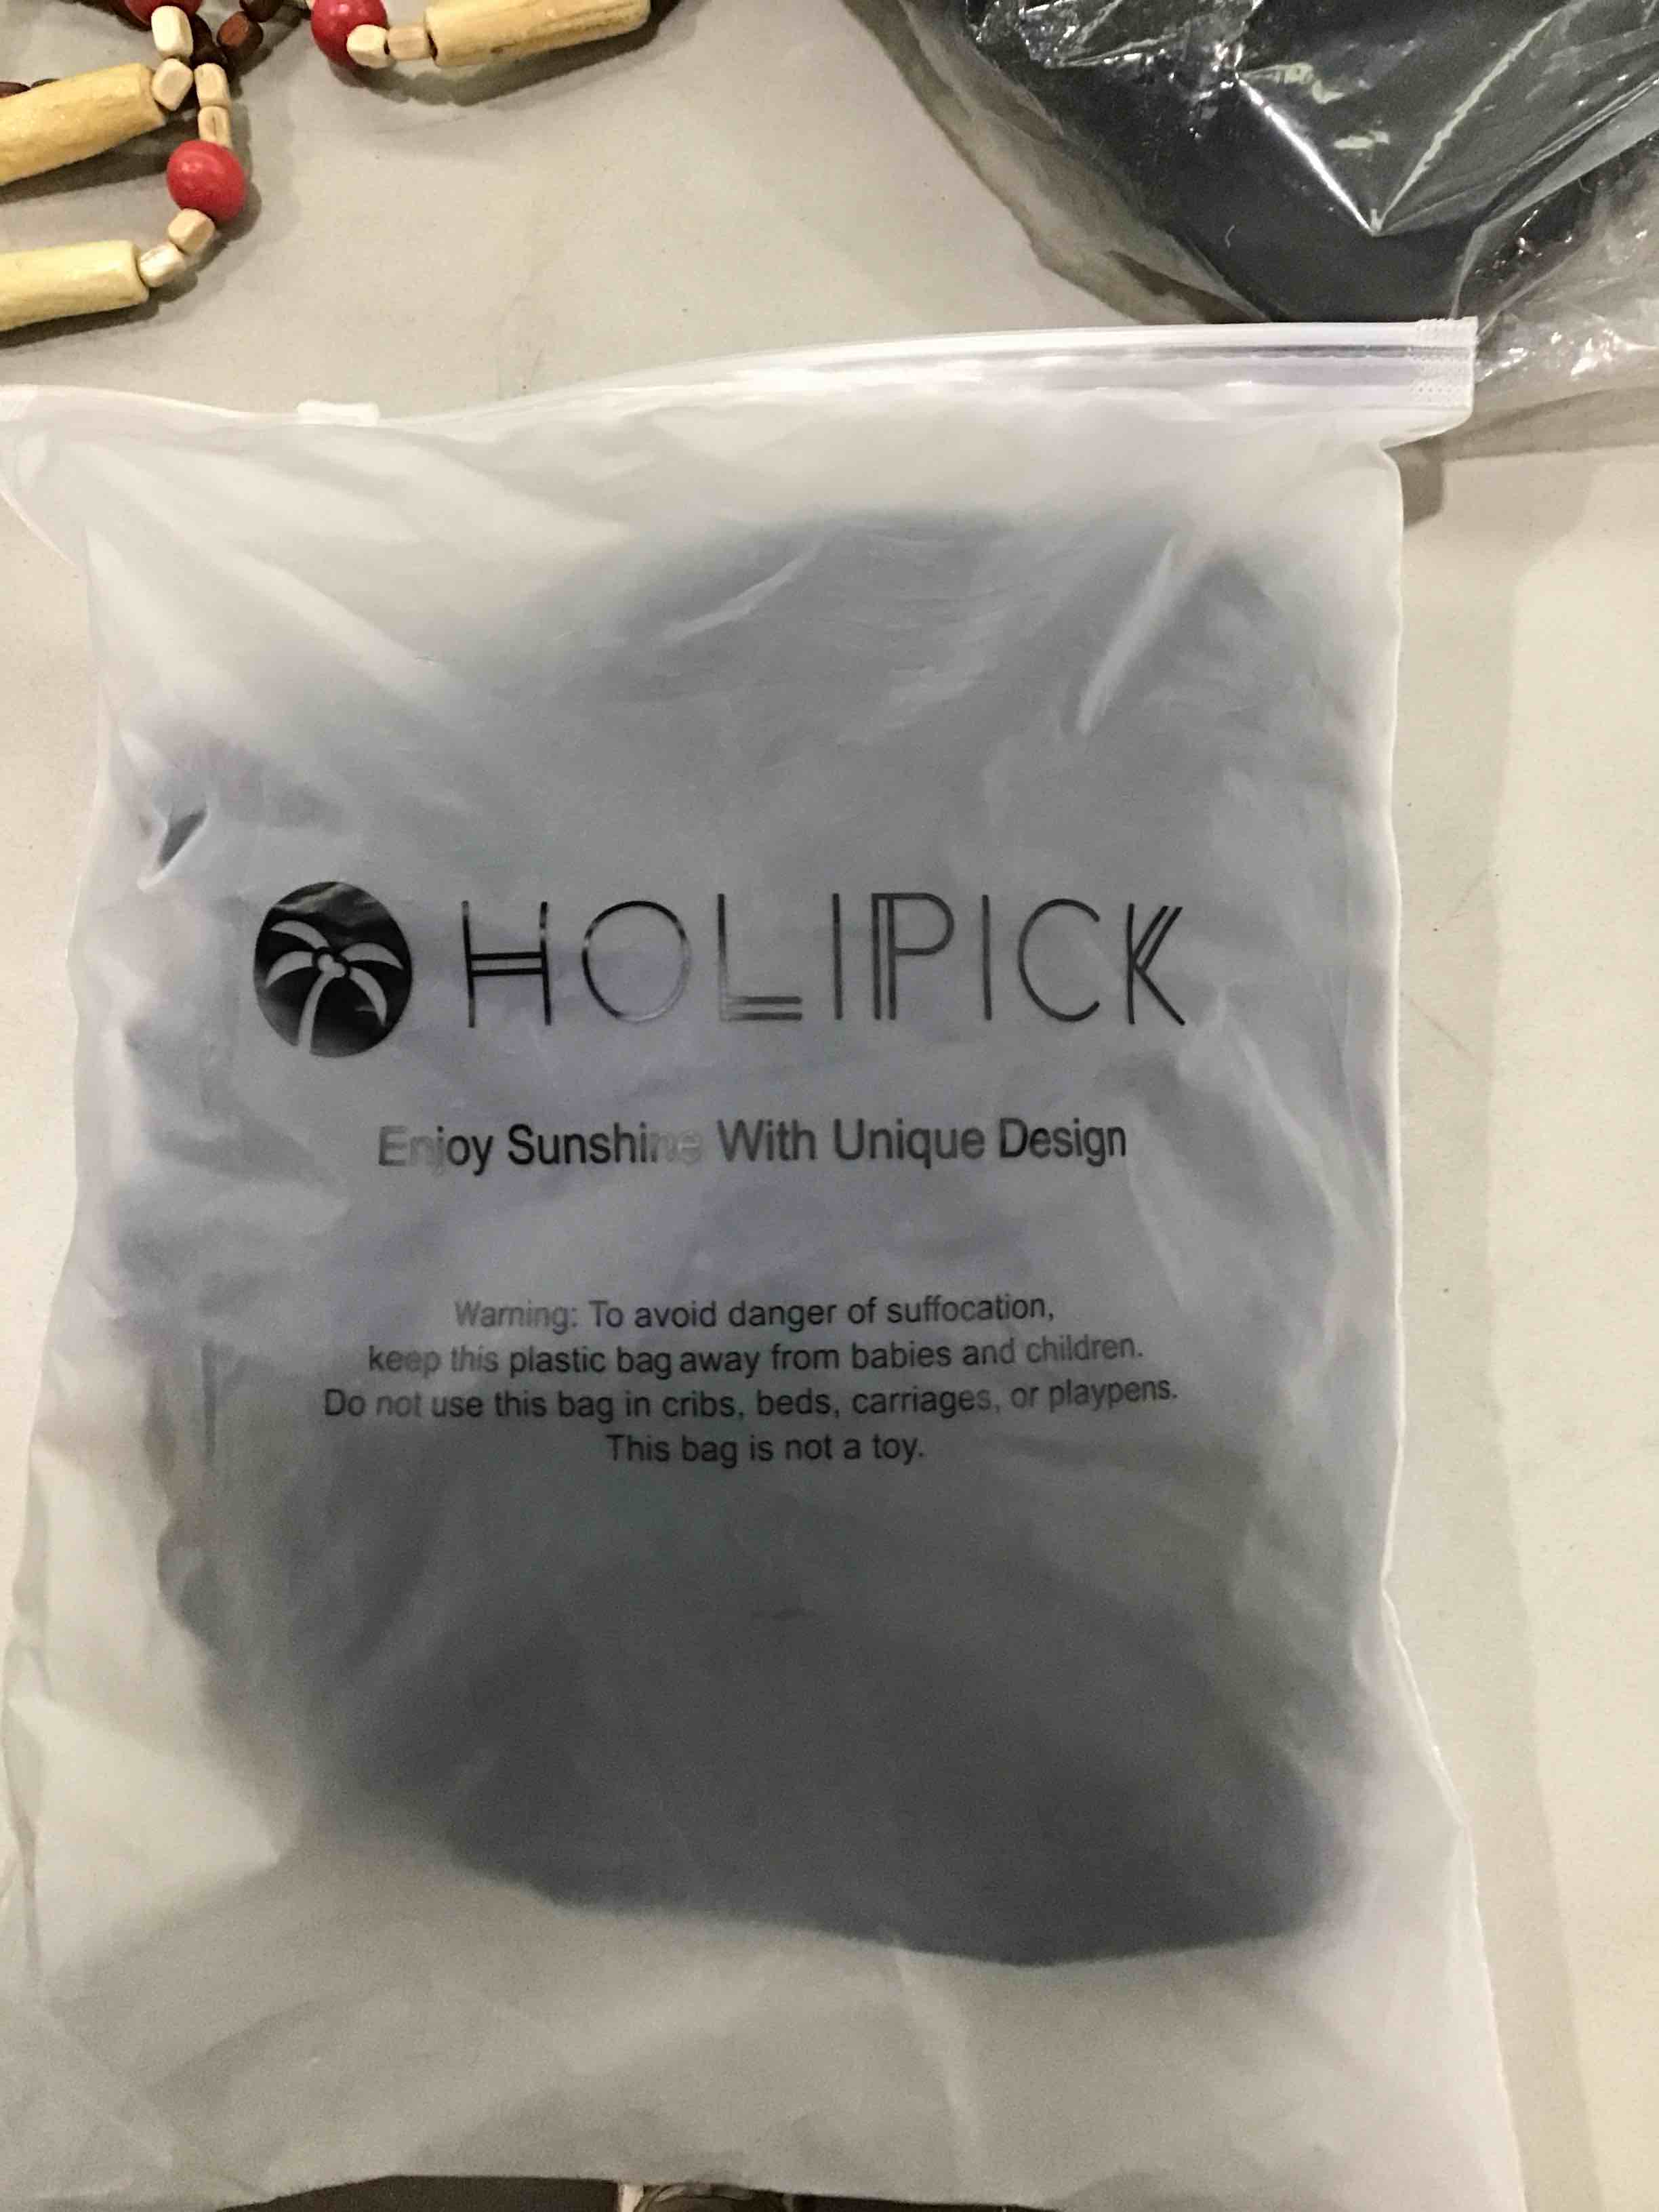 HOLIPICK
Enjoy Sunshine With Unique Design
Warning: To avoid danger of suffocation,
keep this plastic bag away from babies and children.
Do not use this bag in cribs, beds, carriages, or playpens.
This bag is not a toy.